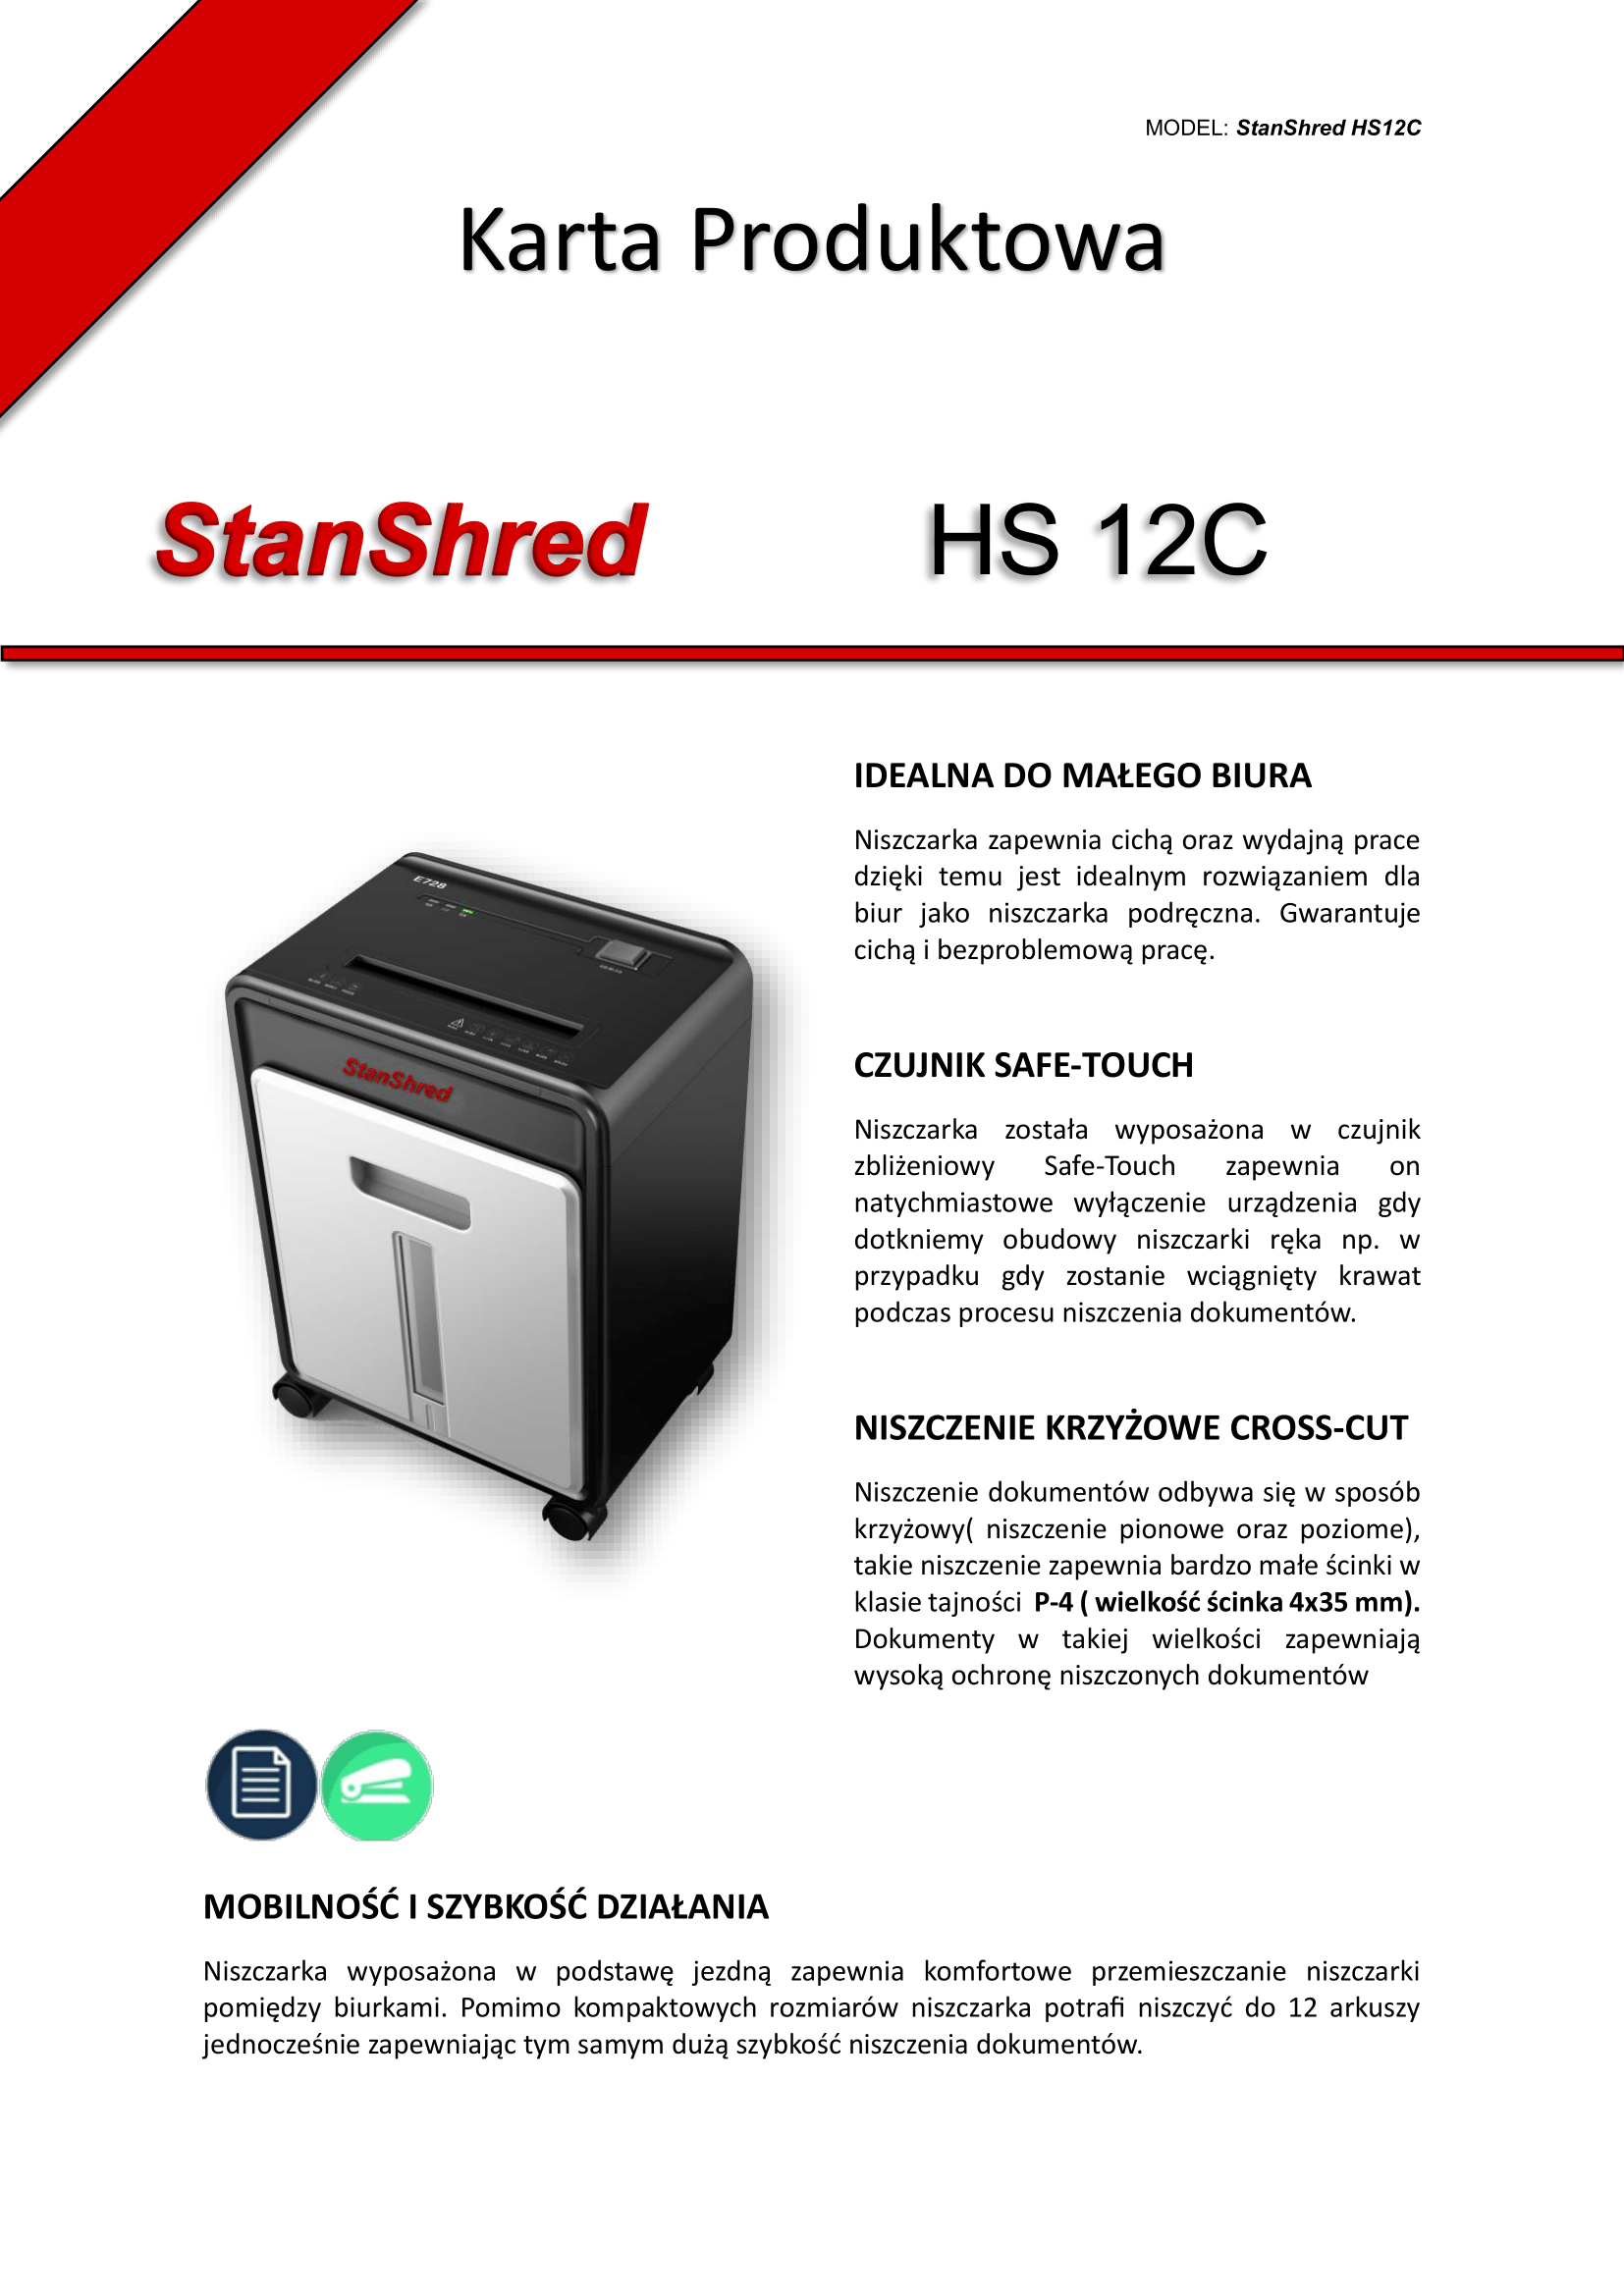 MODEL: StanShred HS12C
Karta Produktowa
StanShred HS 12C
IDEALNA DO MAŁEGO BIURA
Niszczarka zapewnia cichą oraz wydajną prace
dzięki temu jest idealnym rozwiązaniem dla
biur jako niszczarka podręczna. Gwarantuje
cichą i bezproblemową pracę.
E728
StanShred
CZUJNIK SAFE-TOUCH
Niszczarka została wyposażona w czujnik
zbliżeniowy Safe-Touch zapewnia on
natychmiastowe wyłączenie urządzenia gdy
dotkniemy obudowy niszczarki ręka np. w
przypadku gdy zostanie wciągnięty krawat
podczas procesu niszczenia dokumentów.
NISZCZENIE KRZYŻOWE CROSS-CUT
Niszczenie dokumentów odbywa się w sposób
krzyżowy( niszczenie pionowe oraz poziome),
takie niszczenie zapewnia bardzo małe ścinki w
klasie tajności P-4 ( wielkość ścinka 4x35 mm).
Dokumenty w takiej wielkości zapewniają
wysoką ochronę niszczonych dokumentów
MOBILNOŚĆ I SZYBKOŚĆ DZIAŁANIA
Niszczarka wyposażona w podstawę jezdną zapewnia komfortowe przemieszczanie niszczarki
pomiędzy biurkami. Pomimo kompaktowych rozmiarów niszczarka potrafi niszczyć do 12 arkuszy
jednocześnie zapewniając tym samym dużą szybkość niszczenia dokumentów.